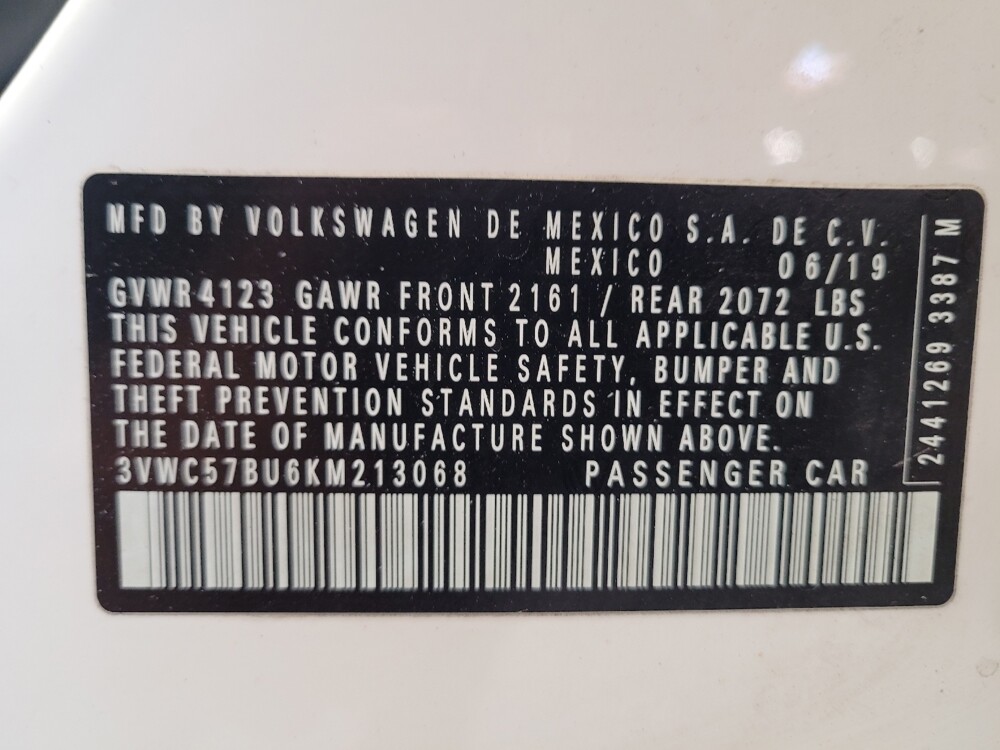 MFD BY VOLKSWAGEN DE MEXICO S.A. DE C.V.
MEXICO 06/19
GVWR 4123 GAWR FRONT 2161 / REAR 2072 LBS
THIS VEHICLE CONFORMS TO ALL APPLICABLE U.S.
FEDERAL MOTOR VEHICLE SAFETY, BUMPER AND
THEFT PREVENTION STANDARDS IN EFFECT ON
THE DATE OF MANUFACTURE SHOWN ABOVE.
3VWC57BU6KM213068 PASSENGER CAR
2441269 3387 M